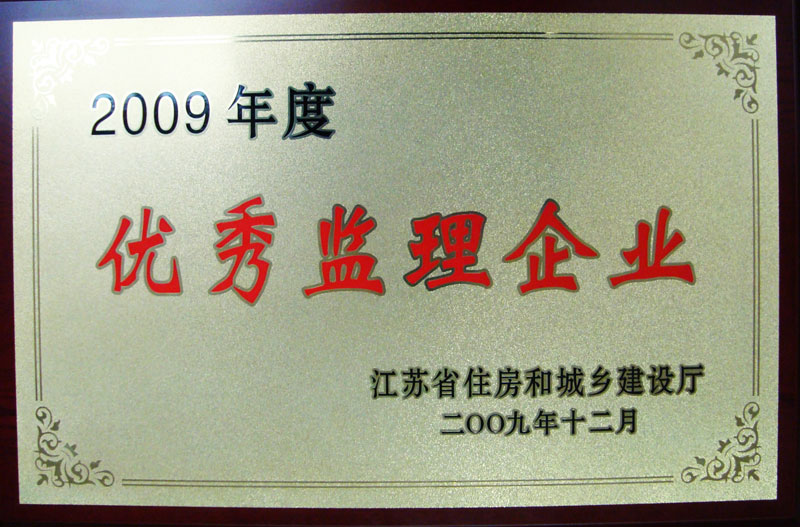 2009年度
优秀监理企业
江苏省住房和城乡建设厅
二OO九年十二月